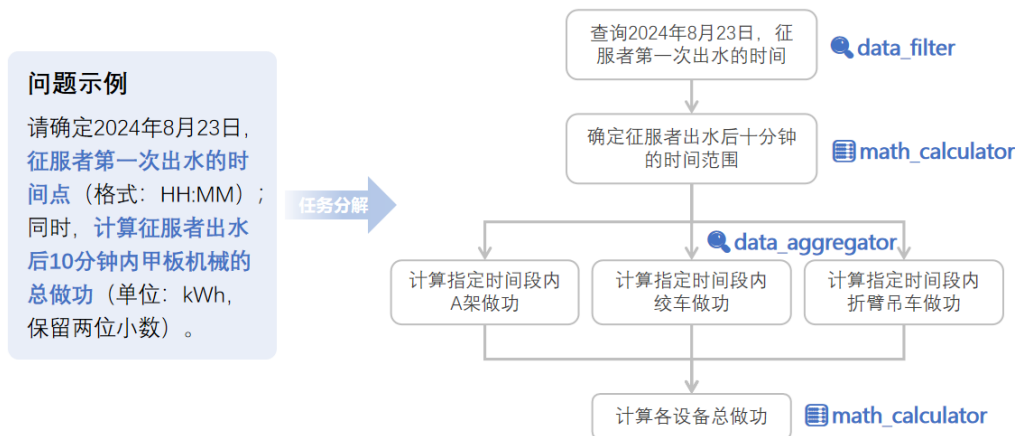 问题示例
请确定2024年8月23日，
征服者第一次出水的时
间点（格式：HH:MM）；
同时，计算征服者出水
后10分钟内甲板机械的
总做功（单位：kWh，
保留两位小数）。
任务分解
查询2024年8月23日，征
服者第一次出水的时间
data_filter
确定征服者出水后十分钟
的时间范围
math_calculator
data_aggregator
计算指定时间段内
A架做功
计算指定时间段内
绞车做功
计算指定时间段内
折臂吊车做功
计算各设备总做功
math_calculator